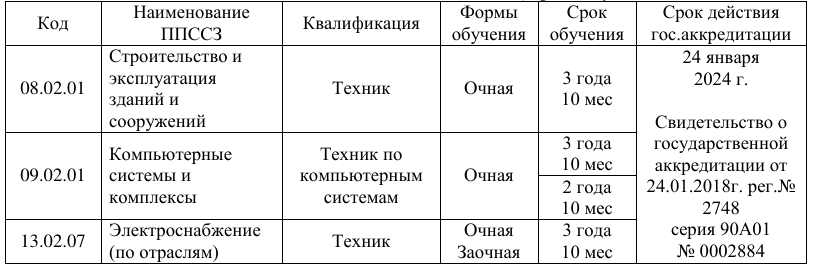 Код
Наименование
ППССЗ
Квалификация
Формы
обучения
Срок
обучения
Срок действия
гос.аккредитации
08.02.01
Строительство и
эксплуатация
зданий и
сооружений
Техник
Очная
3 года
10 мес
09.02.01
Компьютерные
системы и
комплексы
Техник по
компьютерным
системам
Очная
3 года
10 мес
2 года
10 мес
13.02.07
Электроснабжение
(по отраслям)
Техник
Очная
Заочная
3 года
10 мес
24 января
2024 г.
Свидетельство о
государственной
аккредитации от
24.01.2018г. рег.№
2748
серия 90А01
№ 0002884